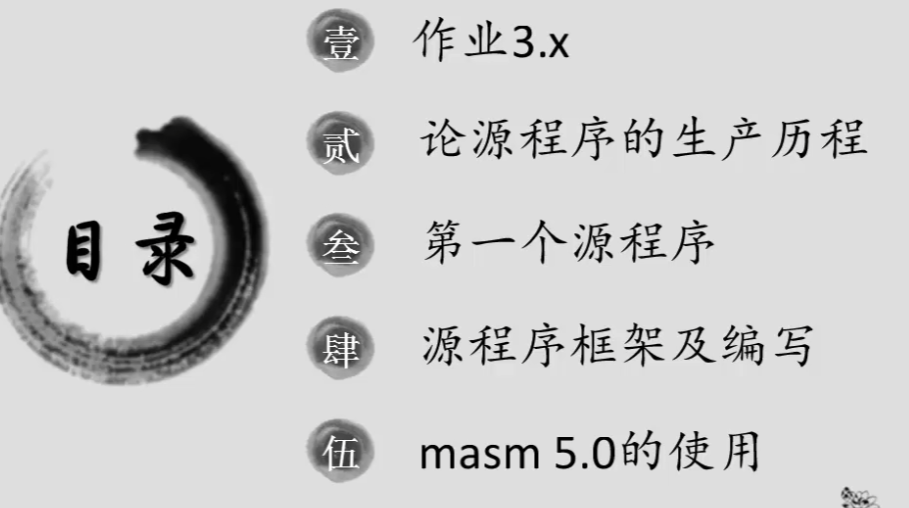 目录
壹 作业3.x
贰 论源程序的生产历程
叁 第一个源程序
肆 源程序框架及编写
伍 masm 5.0的使用